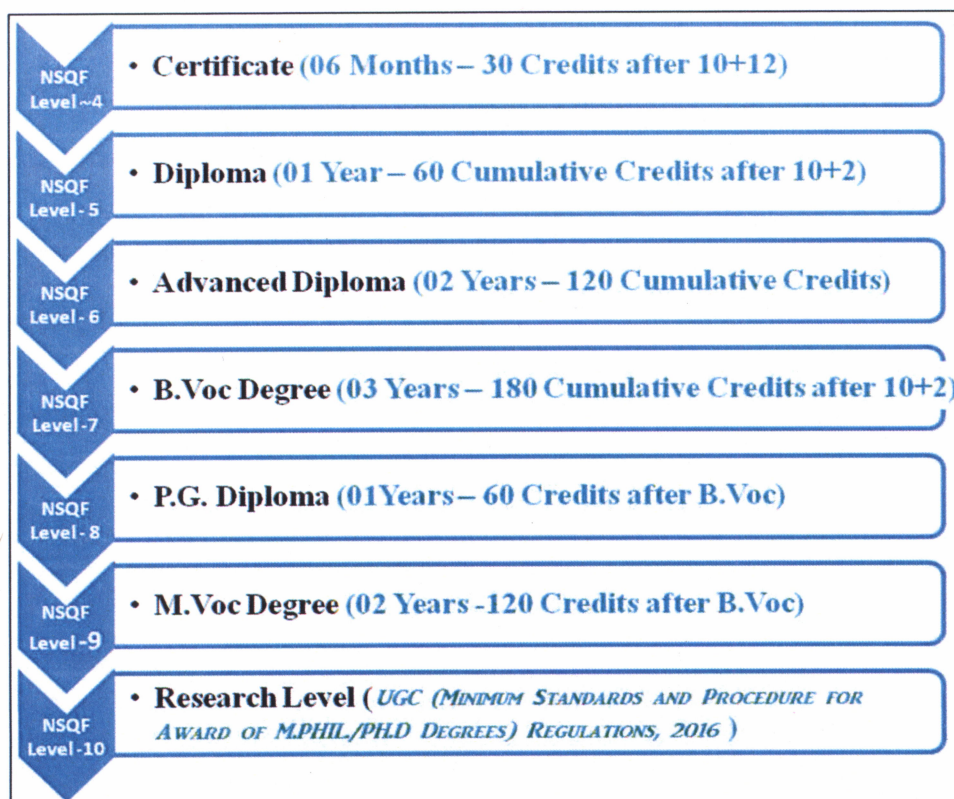 NSQF
Level~4
• Certificate (06 Months – 30 Credits after 10+12)
NSQF
Level-5
• Diploma (01 Year – 60 Cumulative Credits after 10+2)
NSQF
Level-6
• Advanced Diploma (02 Years – 120 Cumulative Credits)
NSQF
Level-7
• B.Voc Degree (03 Years – 180 Cumulative Credits after 10+2)
NSQF
Level-8
• P.G. Diploma (01Years – 60 Credits after B.Voc)
NSQF
Level-9
• M.Voc Degree (02 Years -120 Credits after B.Voc)
NSQF
Level-10
• Research Level ( UGC (MINIMUM STANDARDS AND PROCEDURE FOR
AWARD OF M.PHIL./PH.D DEGREES) REGULATIONS, 2016 )